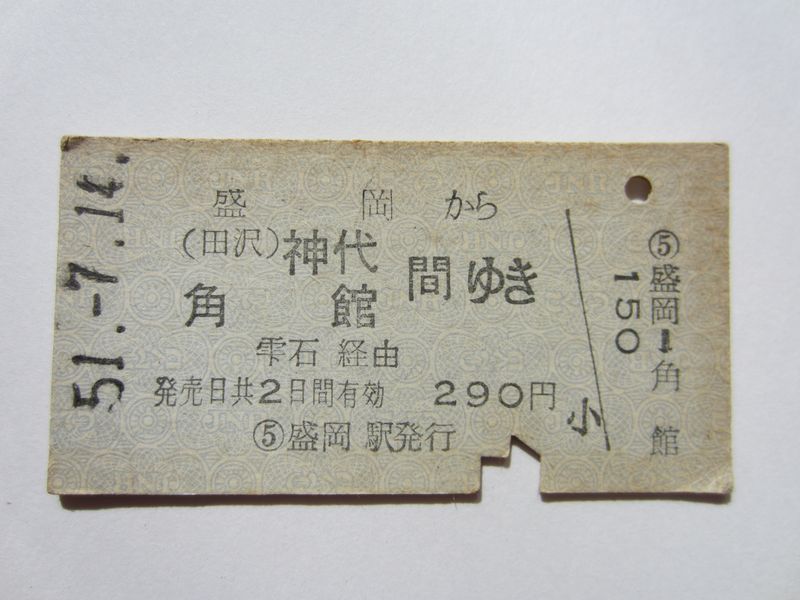 51.-7.14.
盛岡から
(田沢)神代
角館 間ゆき
雫石経由
発売日共2日間有効 290円
⑤盛岡駅発行
小
⑤盛岡-角館
150